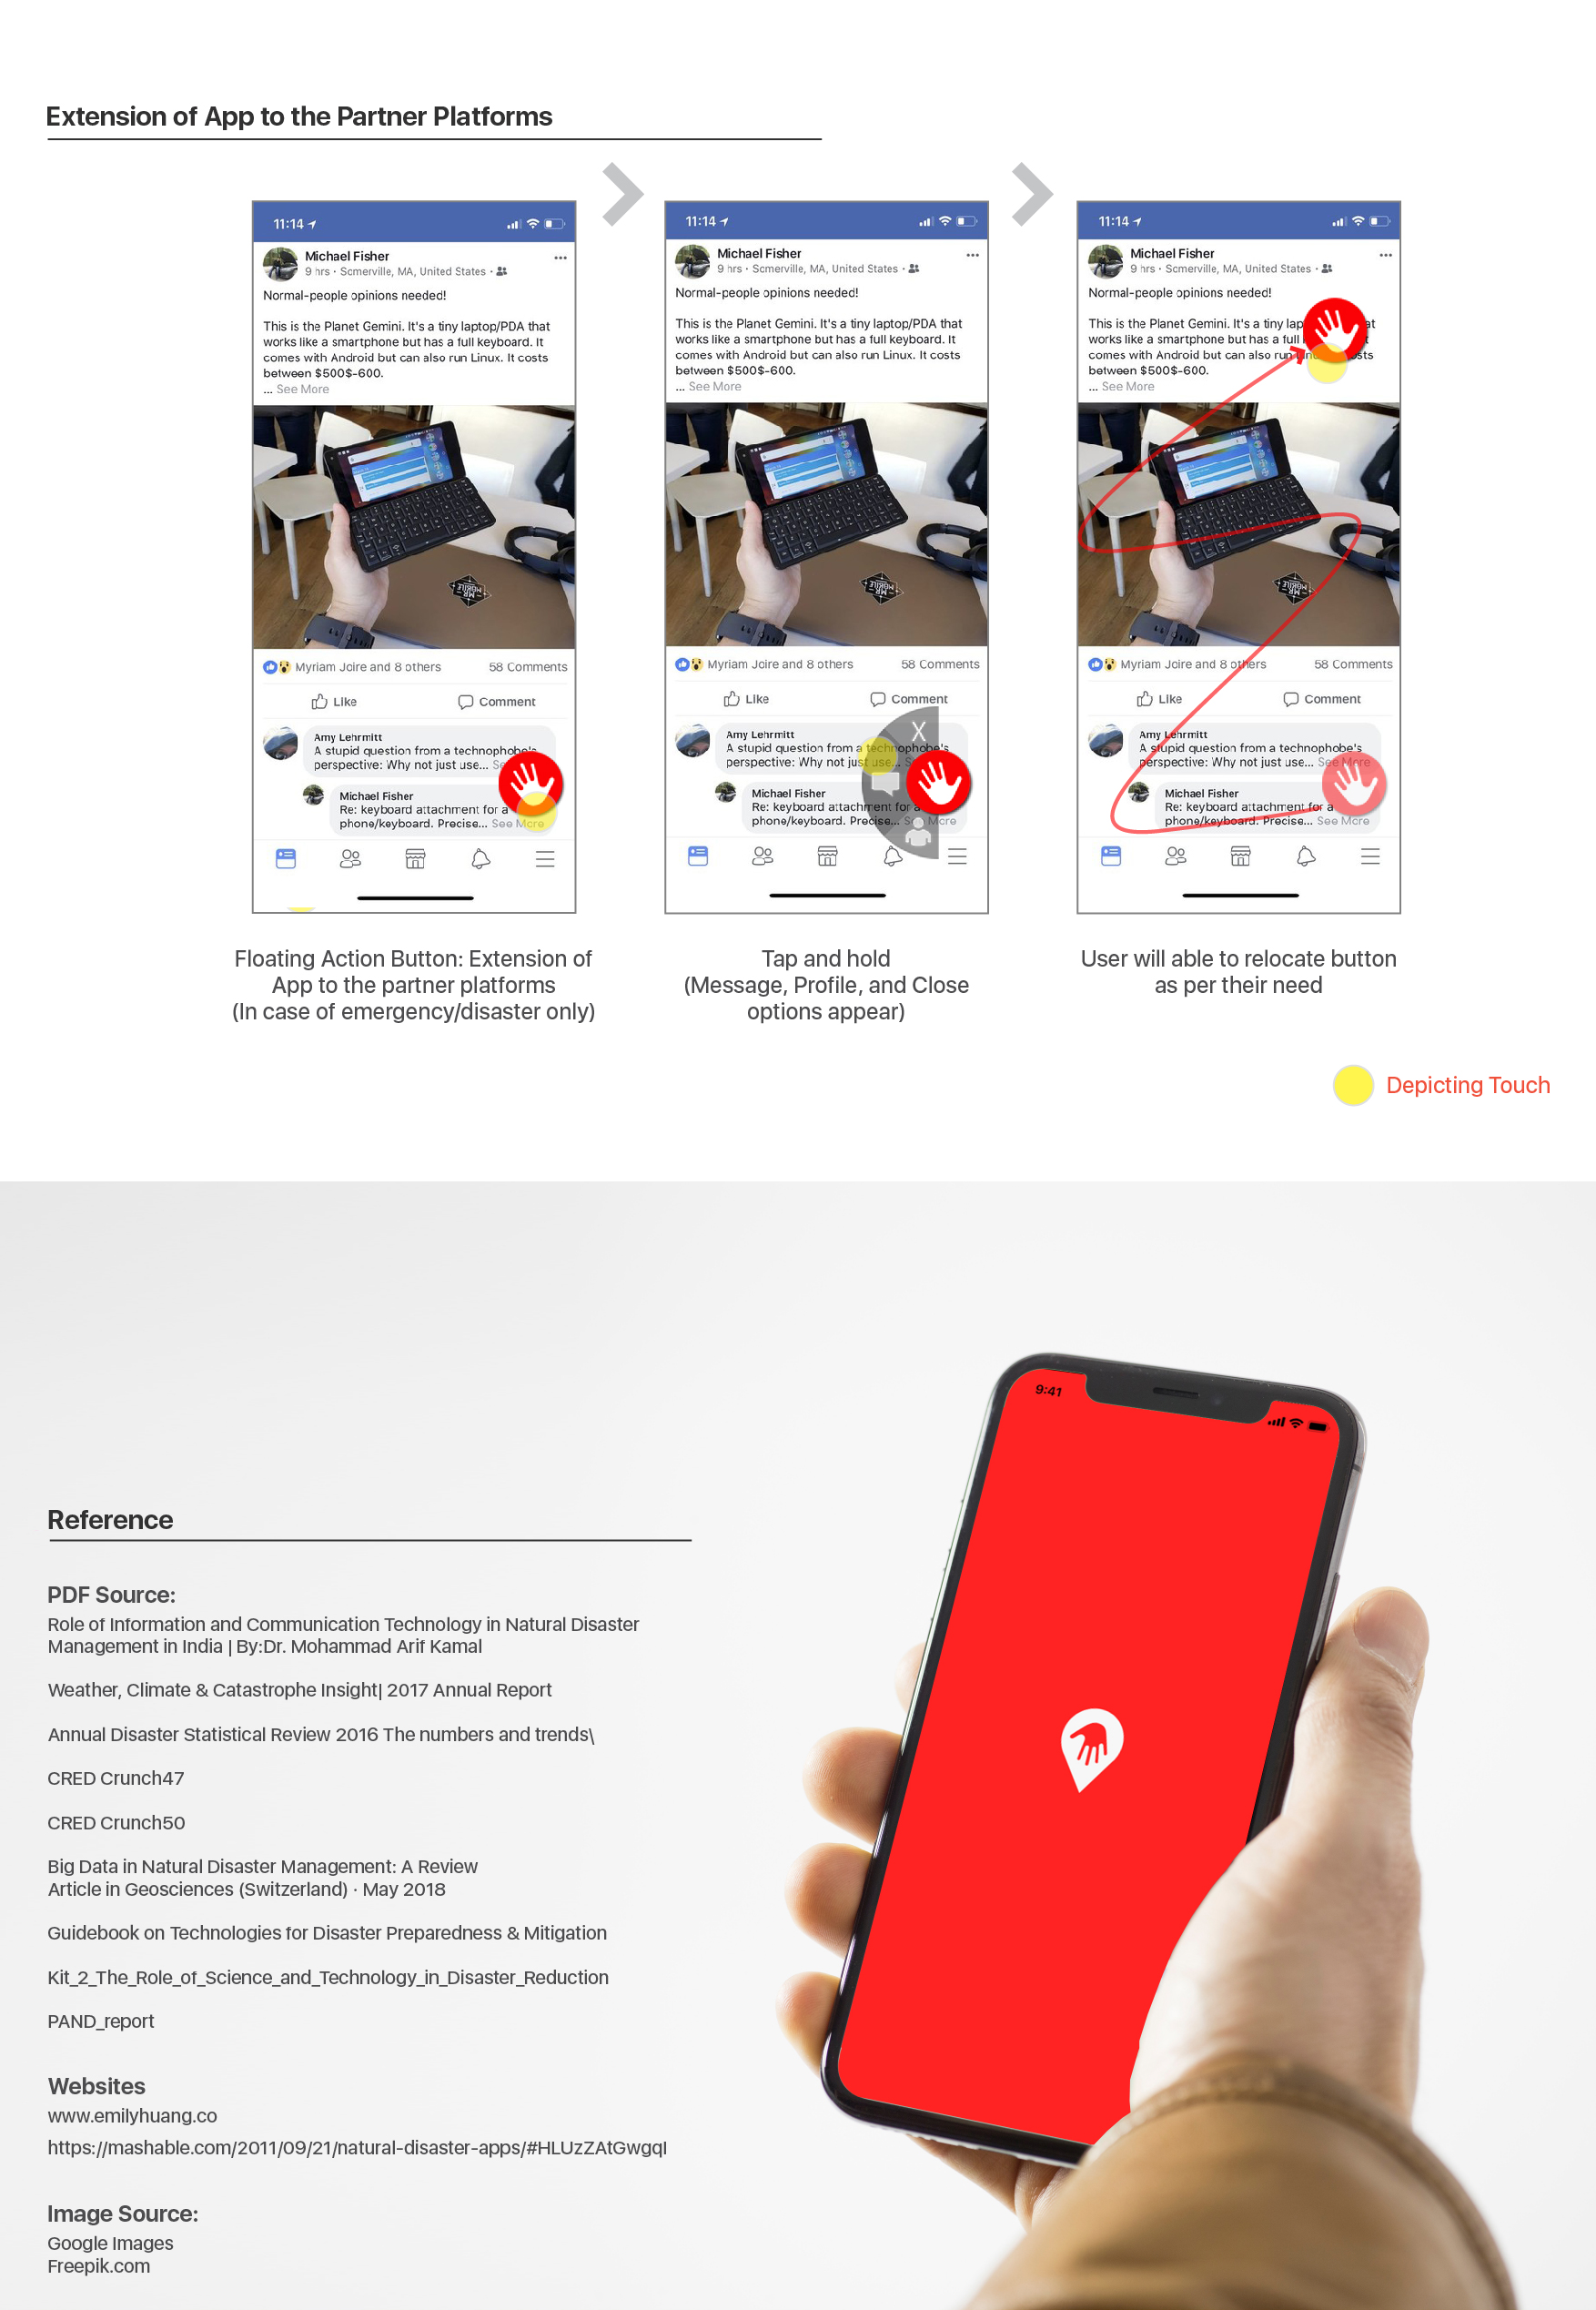 Extension of App to the Partner Platforms
11:14
Michael Fisher
9 hrs · Somerville, MA, United States ·
Normal-people opinions needed!
This is the Planet Gemini. It's a tiny laptop/PDA that
works like a smartphone but has a full keyboard. It
comes with Android but can also run Linux. It costs
between $500$-600.
... See More
MR MOBILE
Myriam Joire and 8 others 58 Comments
Like Comment
Amy Lehrmitt
A stupid question from a technophobe's
perspective: Why not just use...
Michael Fisher
Re: keyboard attachment for a
phone/keyboard. Precise... See More
Floating Action Button: Extension of
App to the partner platforms
(In case of emergency/disaster only)
11:14
Michael Fisher
9 hrs · Somerville, MA, United States ·
Normal-people opinions needed!
This is the Planet Gemini. It's a tiny laptop/PDA that
works like a smartphone but has a full keyboard. It
comes with Android but can also run Linux. It costs
between $500$-600.
... See More
MR MOBILE
Myriam Joire and 8 others 58 Comments
Like Comment
X
Amy Lehrmitt
A stupid question from a technophobe's
perspective: Why not just use...
Michael Fisher
Re: keyboard attachment for a
phone/keyboard. Precise... See More
Tap and hold
(Message, Profile, and Close
options appear)
11:14
Michael Fisher
9 hrs · Somerville, MA, United States ·
Normal-people opinions needed!
This is the Planet Gemini. It's a tiny
works like a smartphone but has a full
comes with Android but can also run
between $500$-600.
... See More
MR MOBILE
Myriam Joire and 8 others 58 Comments
Like Comment
Amy Lehrmitt
A stupid question from a technophobe's
perspective: Why not just use... See More
Michael Fisher
Re: keyboard attachment for a
phone/keyboard. Precise... See More
User will able to relocate button
as per their need
Depicting Touch
9:41
Reference
PDF Source:
Role of Information and Communication Technology in Natural Disaster
Management in India | By:Dr. Mohammad Arif Kamal
Weather, Climate & Catastrophe Insight| 2017 Annual Report
Annual Disaster Statistical Review 2016 The numbers and trends\
CRED Crunch47
CRED Crunch50
Big Data in Natural Disaster Management: A Review
Article in Geosciences (Switzerland) · May 2018
Guidebook on Technologies for Disaster Preparedness & Mitigation
Kit_2_The_Role_of_Science_and_Technology_in_Disaster_Reduction
PAND_report
Websites
www.emilyhuang.co
https://mashable.com/2011/09/21/natural-disaster-apps/#HLUzZAtGwgqI
Image Source:
Google Images
Freepik.com